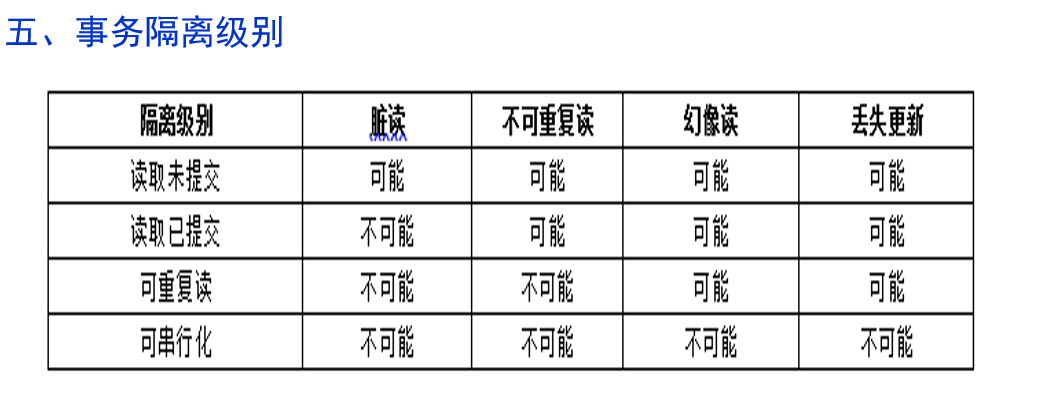 五、事务隔离级别
隔离级别 脏读 不可重复读 幻像读 丢失更新
读取未提交 可能 可能 可能 可能
读取已提交 不可能 可能 可能 可能
可重复读 不可能 不可能 可能 可能
可串行化 不可能 不可能 不可能 不可能